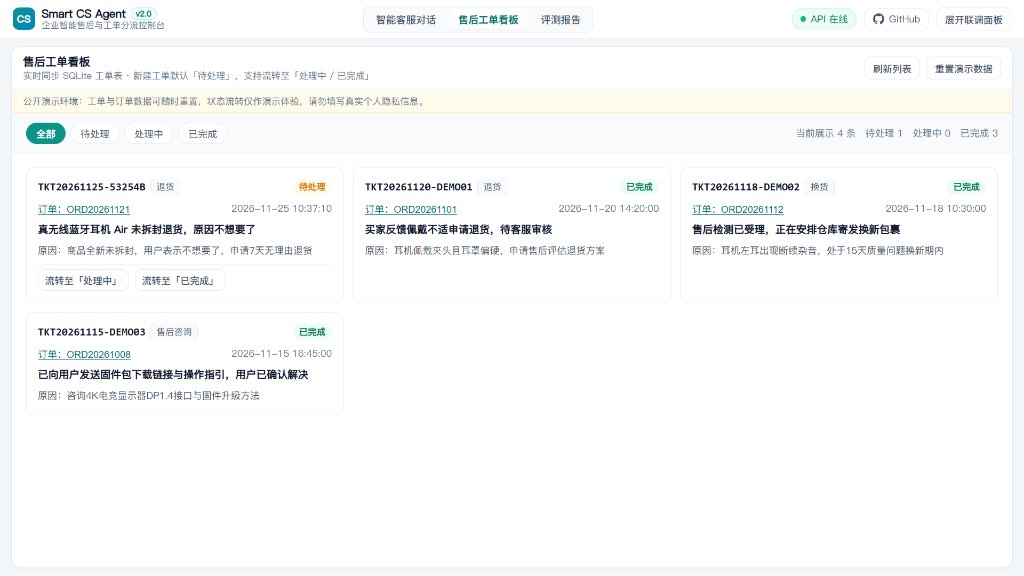 CS
Smart CS Agent v2.0
企业智能售后与工单分流控制台
智能客服对话 售后工单看板 评测报告
API 在线 GitHub 展开联调面板
售后工单看板
实时同步 SQLite 工单表 · 新建工单默认「待处理」，支持流转至「处理中 / 已完成」
刷新列表 重置演示数据
公开演示环境：工单与订单数据可随时重置，状态流转仅作演示体验，请勿填写真实个人隐私信息。
全部 待处理 处理中 已完成
当前展示 4 条 待处理 1 处理中 0 已完成 3
TKT20261125-53254B 退货 待处理
订单：ORD20261121 2026-11-25 10:37:10
真无线蓝牙耳机 Air 未拆封退货，原因不想要了
原因：商品全新未拆封，用户表示不想要了，申请7天无理由退货
流转至「处理中」 流转至「已完成」
TKT20261120-DEMO01 退货 已完成
订单：ORD20261101 2026-11-20 14:20:00
买家反馈佩戴不适申请退货，待客服审核
原因：耳机佩戴夹头且耳罩偏硬，申请售后评估退货方案
TKT20261118-DEMO02 换货 已完成
订单：ORD20261112 2026-11-18 10:30:00
售后检测已受理，正在安排仓库寄发换新包裹
原因：耳机左耳出现断续杂音，处于15天质量问题换新期内
TKT20261115-DEMO03 售后咨询 已完成
订单：ORD20261008 2026-11-15 16:45:00
已向用户发送固件包下载链接与操作指引，用户已确认解决
原因：咨询4K电竞显示器DP1.4接口与固件升级方法